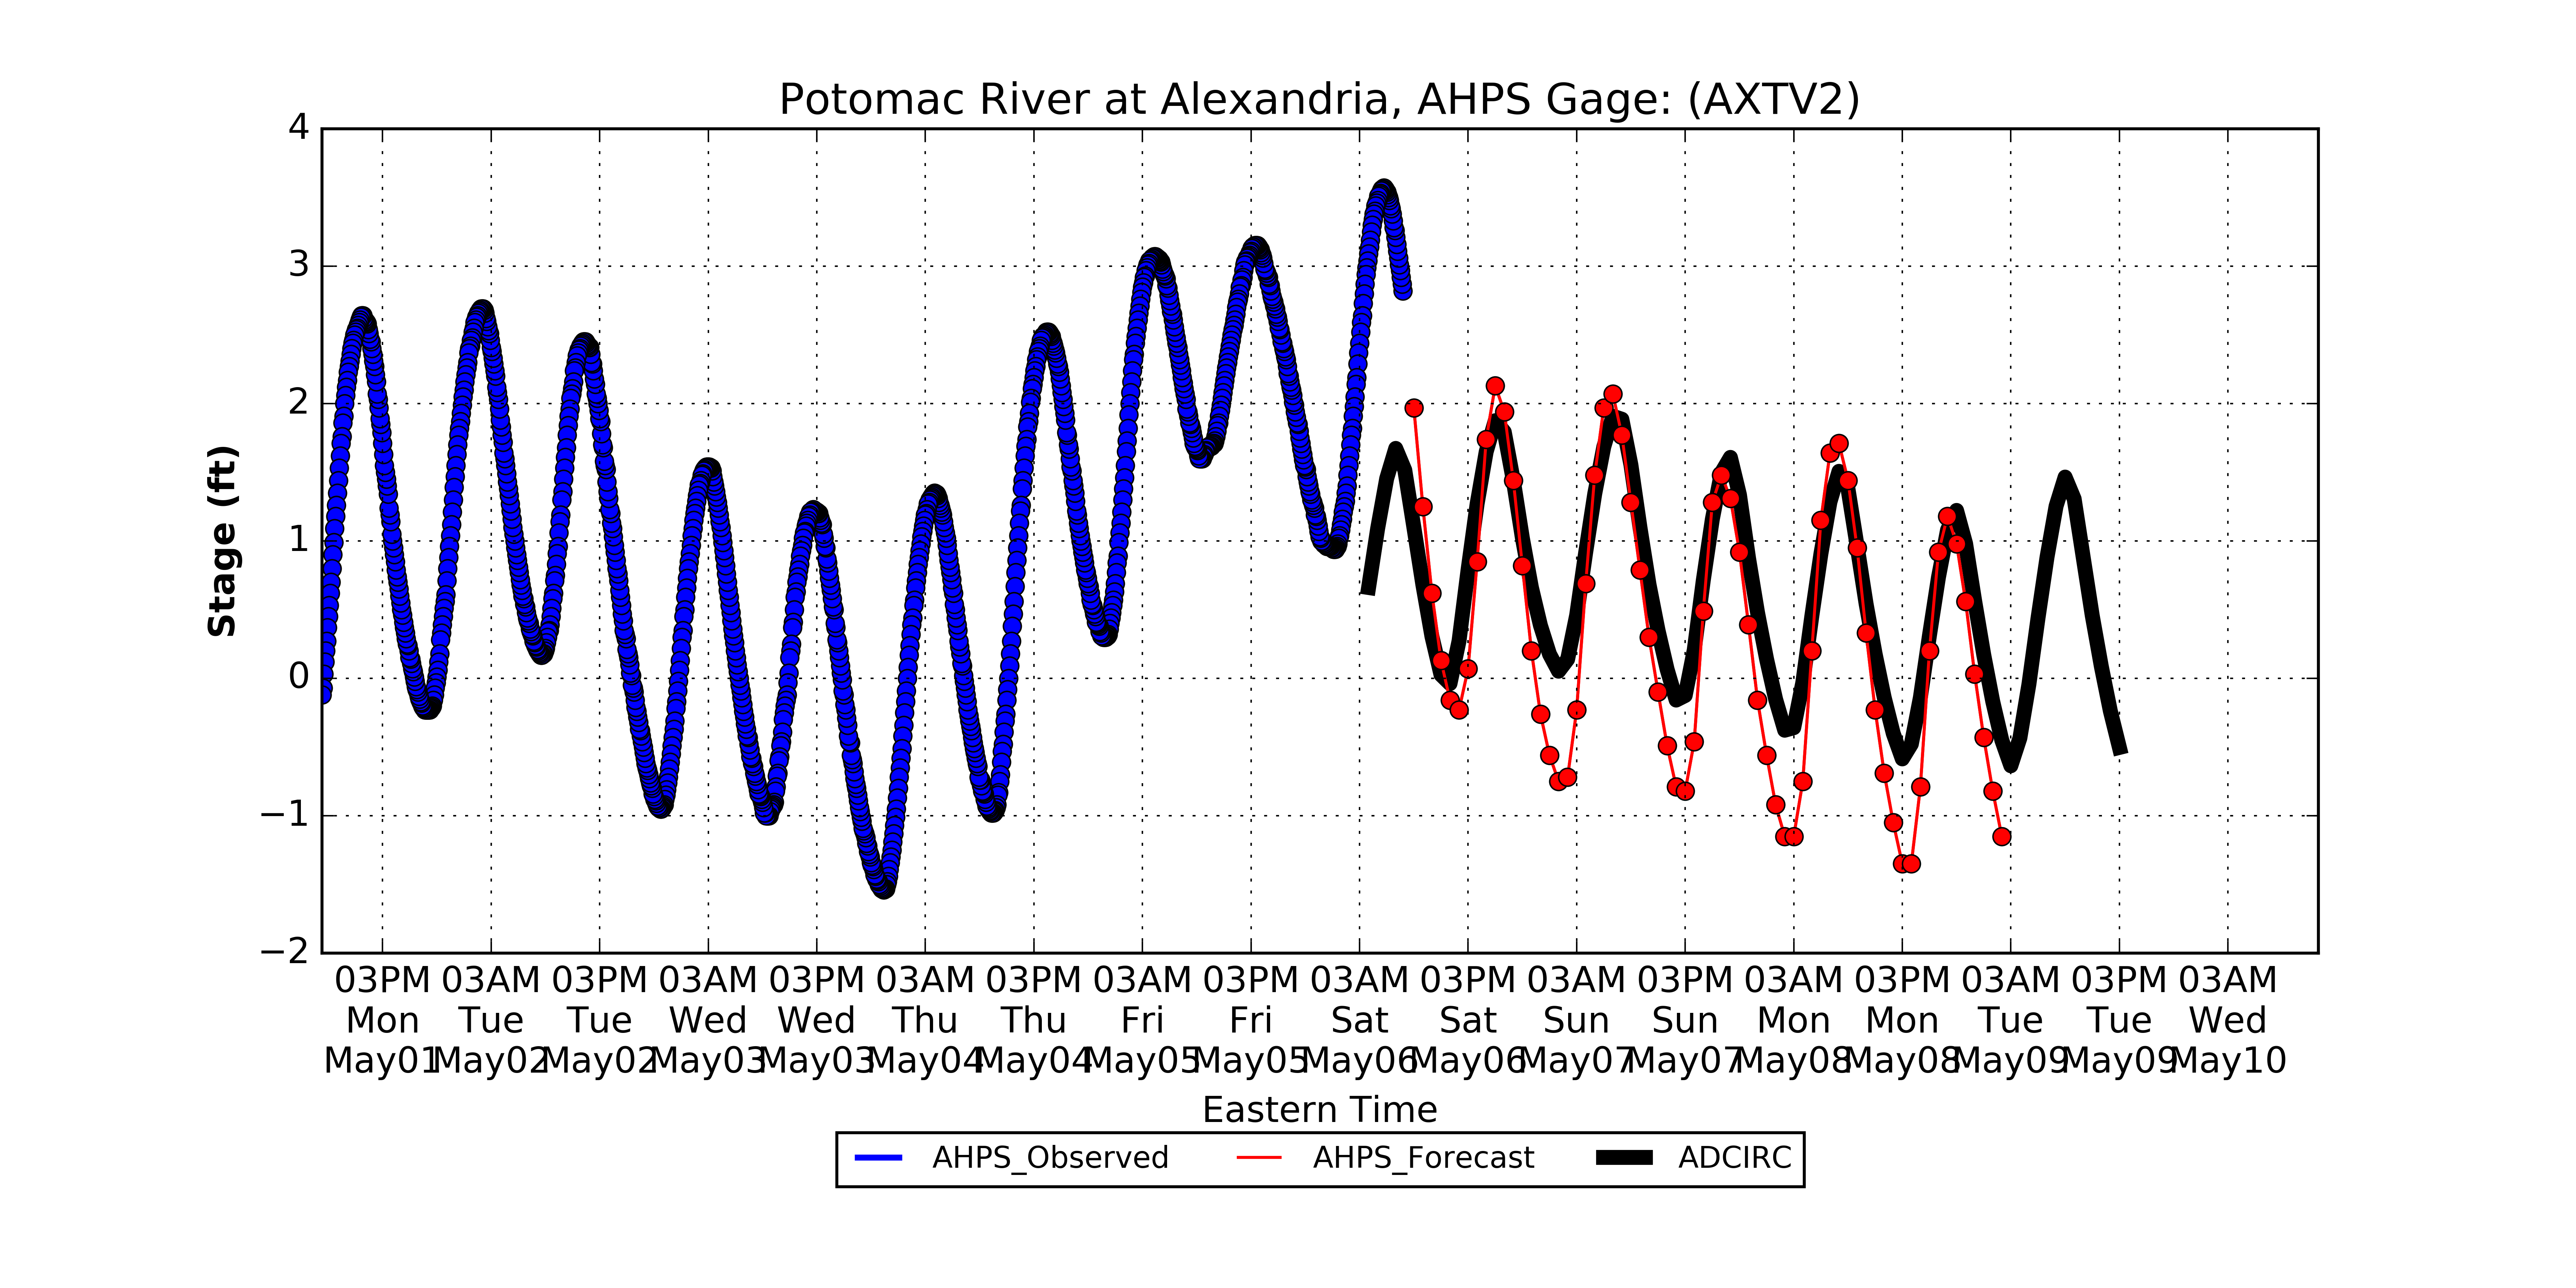 Potomac River at Alexandria, AHPS Gage: (AXTV2)
4
3
2
1
0
−1
−2
Stage (ft)
03PM 03AM 03PM 03AM 03PM 03AM 03PM 03AM 03PM 03AM 03PM 03AM 03PM 03AM 03PM 03AM 03PM 03AM
Mon Tue Tue Wed Wed Thu Thu Fri Fri Sat Sat Sun Sun Mon Mon Tue Tue Wed
May01 May02 May02 May03 May03 May04 May04 May05 May05 May06 May06 May07 May07 May08 May08 May09 May09 May10
Eastern Time
AHPS_Observed AHPS_Forecast ADCIRC